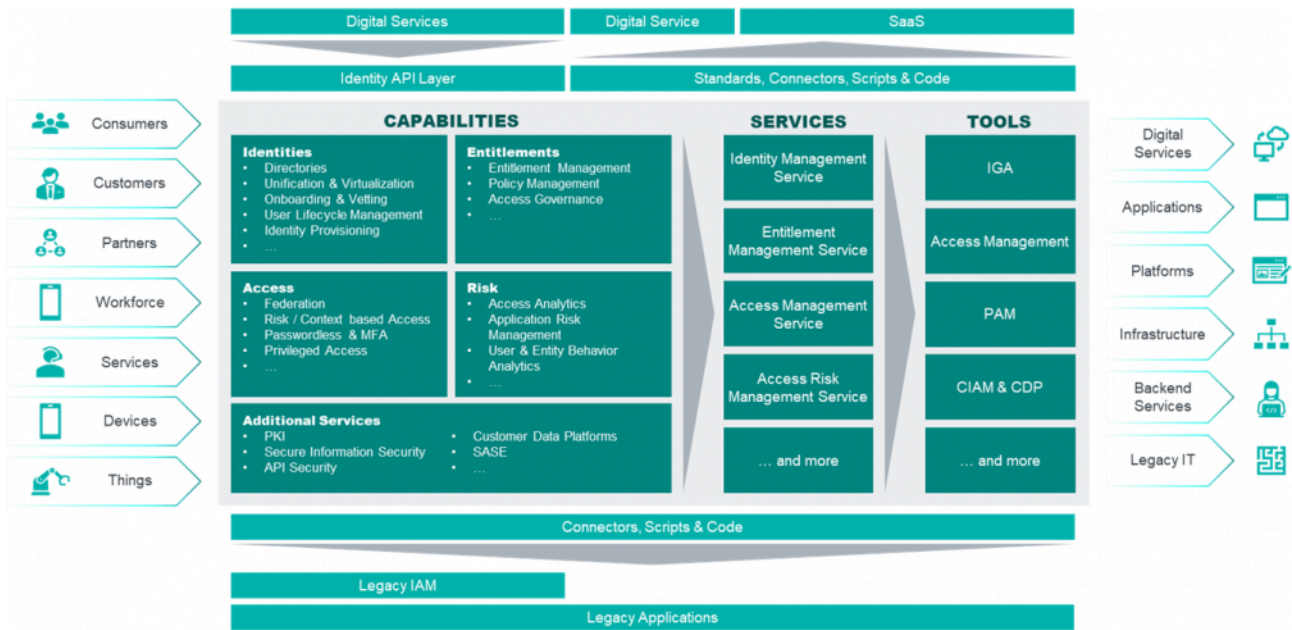 Digital Services
Digital Service
SaaS
Identity API Layer
Standards, Connectors, Scripts & Code
Consumers
Customers
Partners
Workforce
Services
Devices
Things
CAPABILITIES
Identities
• Directories
• Unification & Virtualization
• Onboarding & Vetting
• User Lifecycle Management
• Identity Provisioning
• …
Entitlements
• Entitlement Management
• Policy Management
• Access Governance
• …
Access
• Federation
• Risk / Context based Access
• Passwordless & MFA
• Privileged Access
• …
Risk
• Access Analytics
• Application Risk
Management
• User & Entity Behavior
Analytics
• …
Additional Services
• PKI
• Secure Information Security
• API Security
• Customer Data Platforms
• SASE
• …
SERVICES
Identity Management
Service
Entitlement
Management Service
Access Management
Service
Access Risk
Management Service
… and more
TOOLS
IGA
Access Management
PAM
CIAM & CDP
… and more
Digital
Services
Applications
Platforms
Infrastructure
Backend
Services
Legacy IT
Connectors, Scripts & Code
Legacy IAM
Legacy Applications